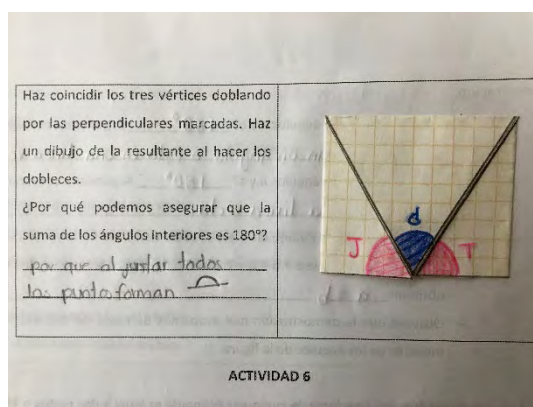 Haz coincidir los tres vértices doblando
por las perpendiculares marcadas. Haz
un dibujo de la resultante al hacer los
dobleces.
¿Por qué podemos asegurar que la
suma de los ángulos interiores es 180°?
por que al juntar todos
los puntos forman
J d T
ACTIVIDAD 6